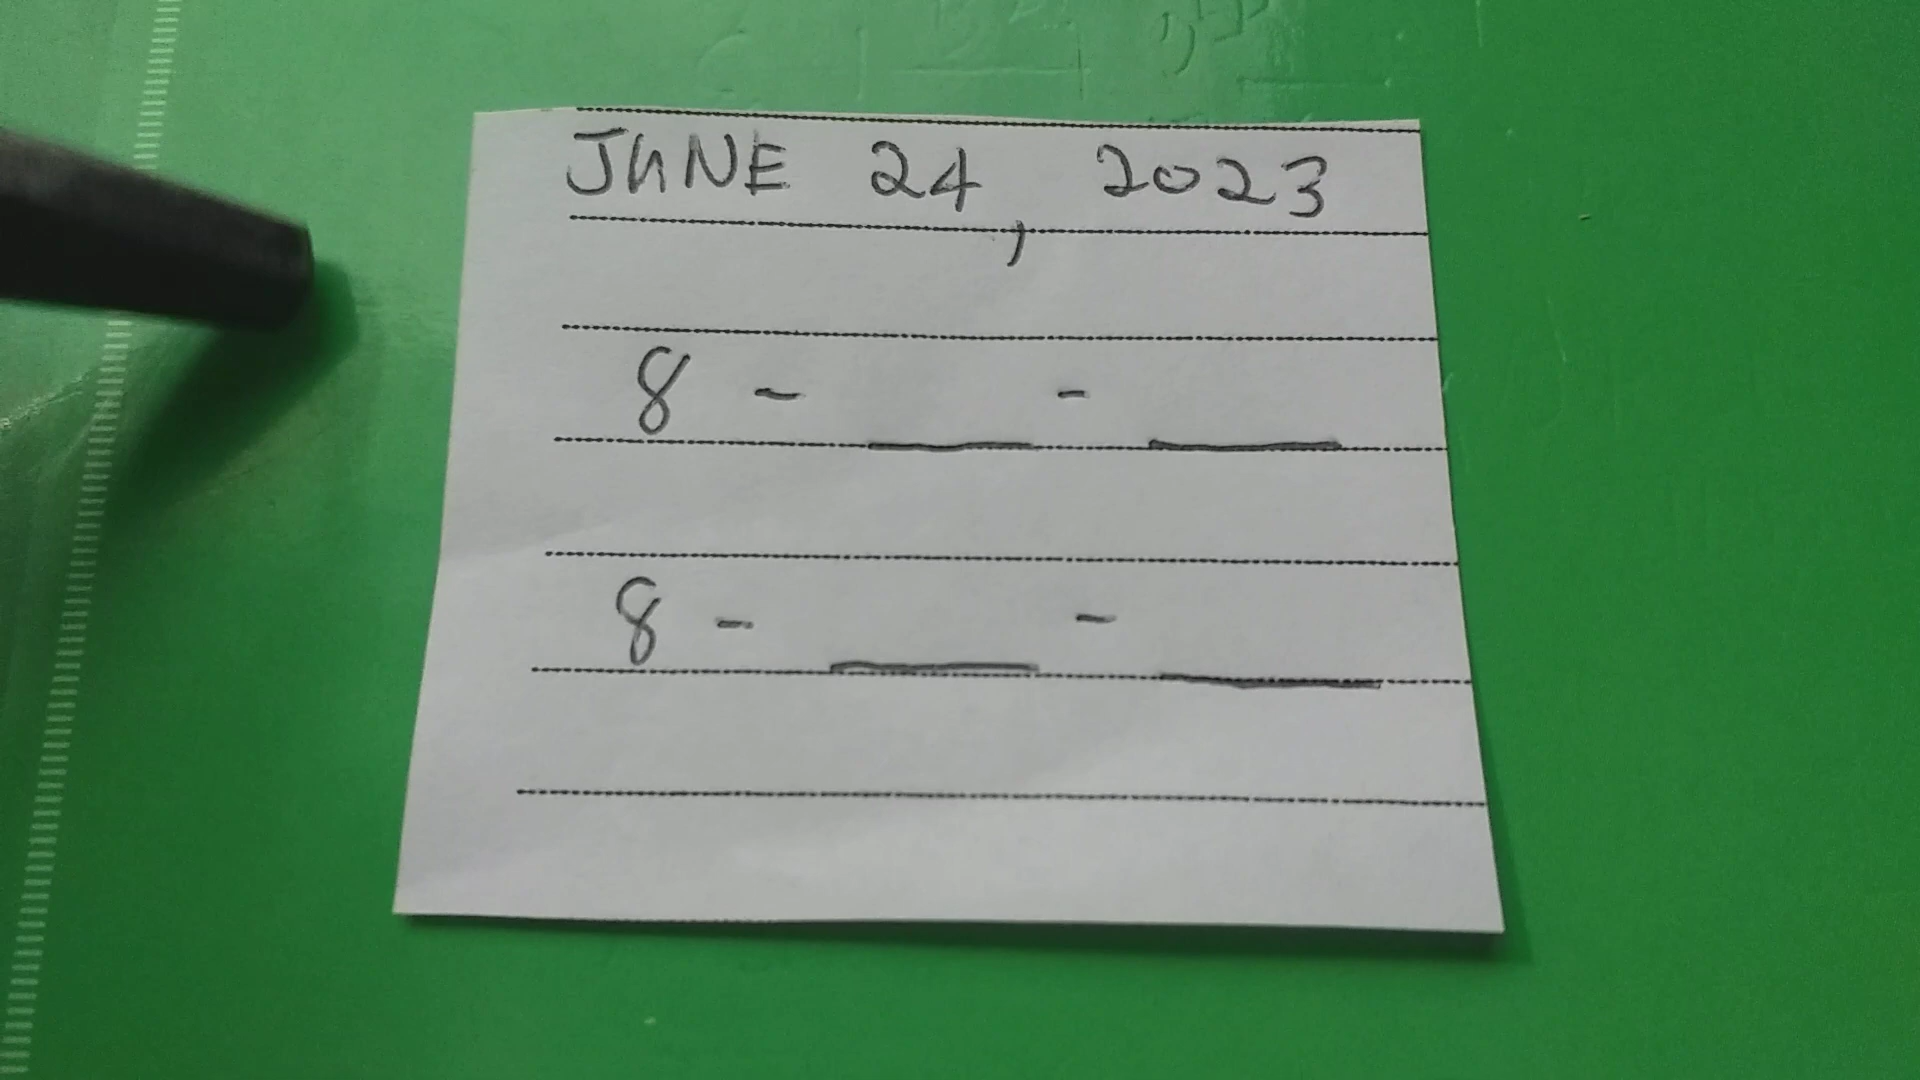 JUNE 24, 2023
8 - ___ - ___
8 - ___ - ___